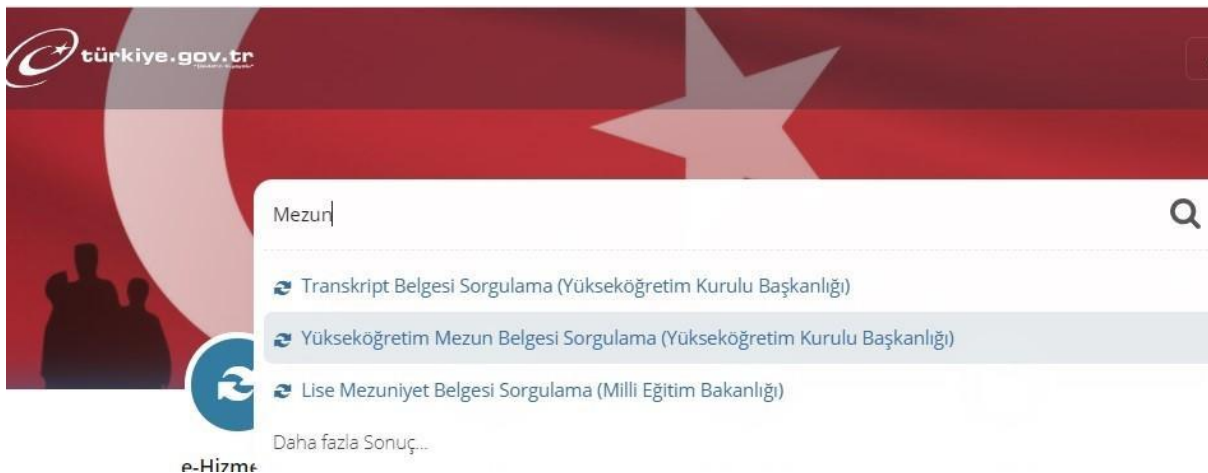 türkiye.gov.tr
Mezun
Transkript Belgesi Sorgulama (Yükseköğretim Kurulu Başkanlığı)
Yükseköğretim Mezun Belgesi Sorgulama (Yükseköğretim Kurulu Başkanlığı)
Lise Mezuniyet Belgesi Sorgulama (Milli Eğitim Bakanlığı)
Daha fazla Sonuç...
e-Hizme